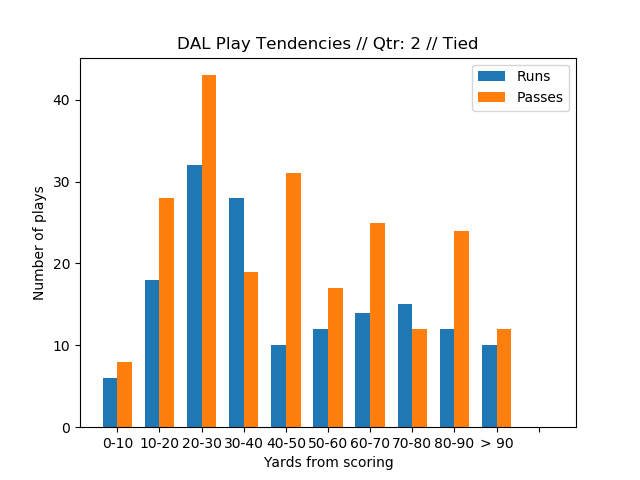 DAL Play Tendencies // Qtr: 2 // Tied
Runs
Passes
Number of plays
40
30
20
10
0
0-10 10-20 20-30 30-40 40-50 50-60 60-70 70-80 80-90 > 90
Yards from scoring